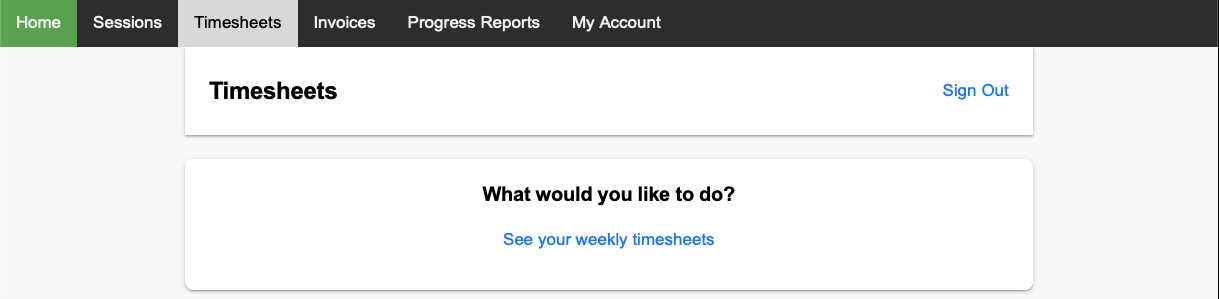 Home Sessions Timesheets Invoices Progress Reports My Account
Timesheets Sign Out
What would you like to do?
See your weekly timesheets